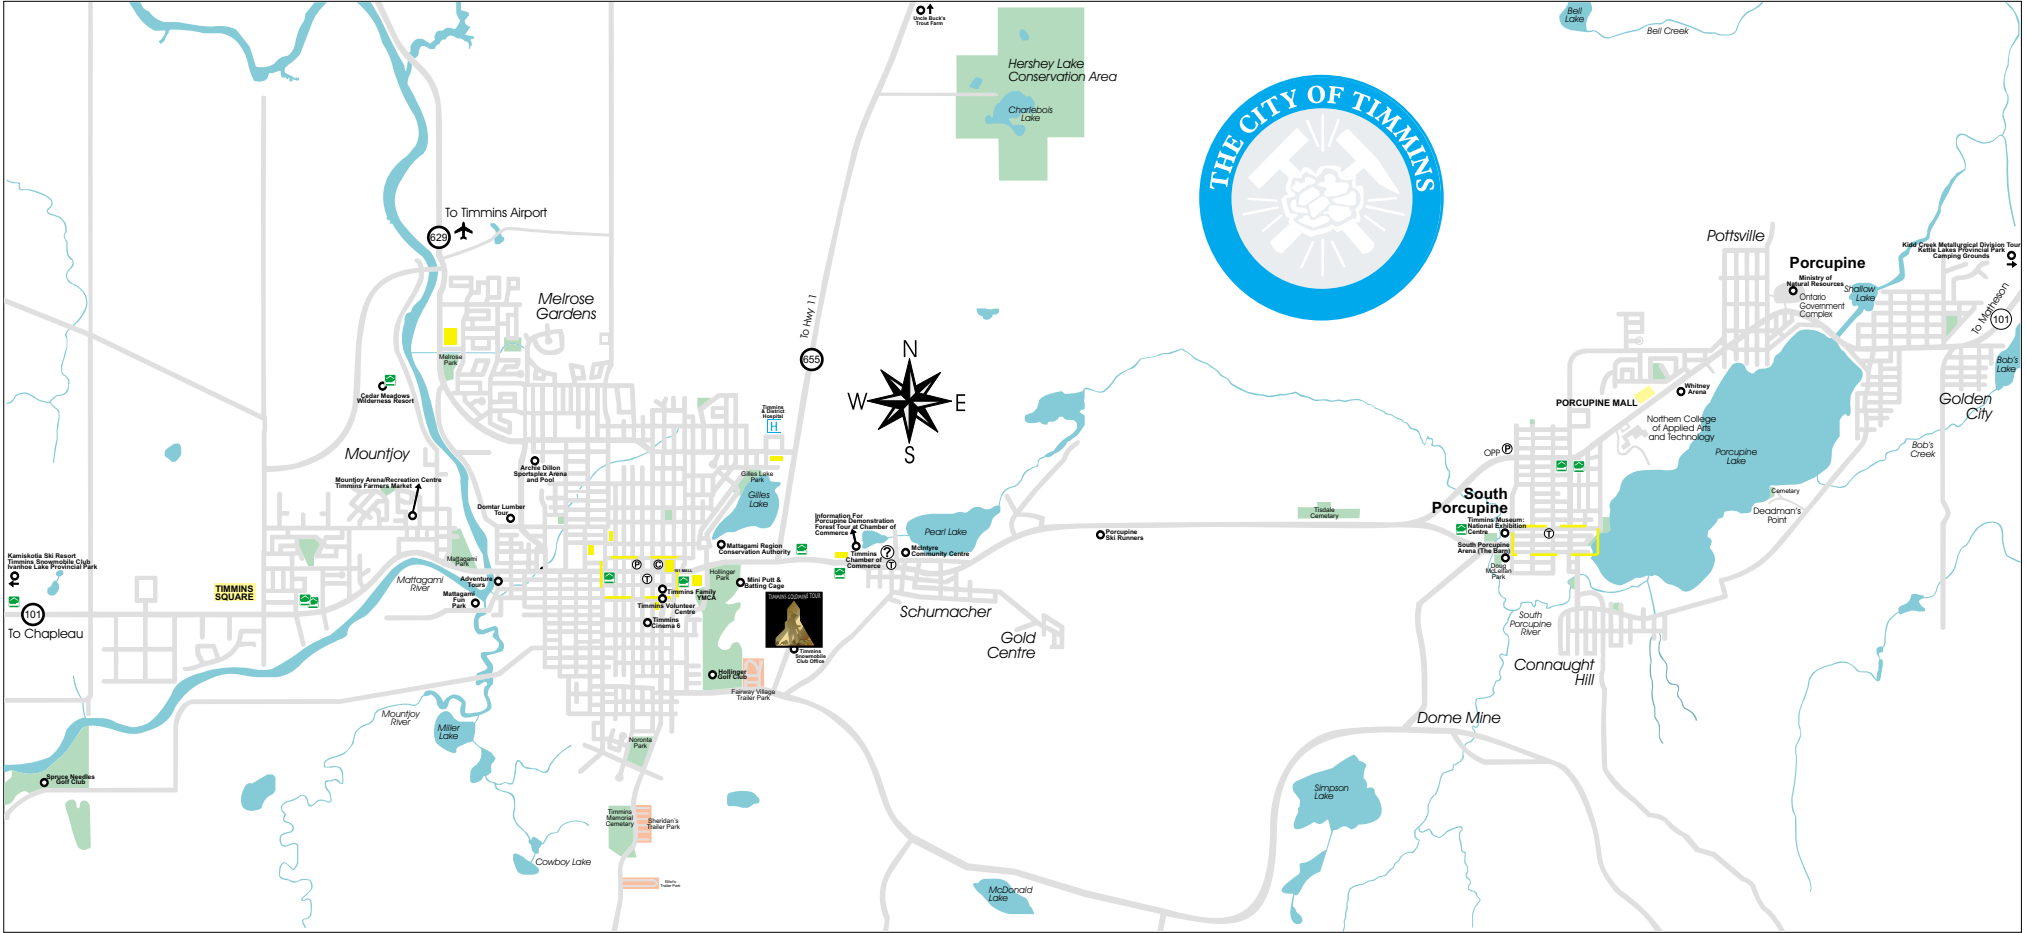 Uncle Buck's
Trout Farm
Bell
Lake
Bell Creek
Hershey Lake
Conservation Area
Charlebois
Lake
THE CITY OF TIMMINS
To Timmins Airport
629
Melrose
Gardens
To Hwy 11
655
N
W
E
S
Pottsville
Porcupine
Ministry of
Natural Resources
Ontario
Government
Complex
Shallow
Lake
Kidd Creek Metallurgical Division Tour
Kettle Lakes Provincial Park
Camping Grounds
To Matheson
101
Bob's
Lake
Golden
City
Bob's
Creek
Melrose
Park
Cedar Meadows
Wilderness Resort
Timmins
& District
Hospital
H
Whitney
Arena
PORCUPINE MALL
Northern College
of Applied Arts
and Technology
Porcupine
Lake
OPP
P
Cemetery
Deadman's
Point
Mountjoy
Mountjoy Arena/Recreation Centre
Timmins Farmers Market
Archie Dillon
Sportsplex Arena
and Pool
Domtar Lumber
Tour
Gilles Lake
Park
Gilles
Lake
Information For
Porcupine Demonstration
Forest Tour at Chamber of
Commerce
Pearl Lake
Timmins
Chamber of
Commerce
?
T
McIntyre
Community Centre
Mattagami Region
Conservation Authority
Porcupine
Ski Runners
Tisdale
Cemetery
South
Porcupine
Timmins Museum:
National Exhibition
Centre
T
South Porcupine
Arena (The Barn)
Doug
McLellan
Park
South
Porcupine
River
Connaught
Hill
Kamiskotia Ski Resort
Timmins Snowmobile Club
Ivanhoe Lake Provincial Park
101
To Chapleau
TIMMINS
SQUARE
Mattagami
River
Mattagami
Park
Adventure
Tours
Mattagami
Fun
Park
P
C
T
Hollinger
Park
Mini Putt &
Batting Cage
Timmins Family
YMCA
Timmins Volunteer
Centre
Timmins
Cinema 6
TIMMINS GOLDMINE TOUR
Timmins
Snowmobile
Club Office
Schumacher
Gold
Centre
Hollinger
Golf Club
Fairway Village
Trailer Park
Mountjoy
River
Miller
Lake
Noronta
Park
Dome Mine
Simpson
Lake
Spruce Needles
Golf Club
Timmins
Memorial
Cemetary
Sheridan's
Trailer Park
Cowboy Lake
Trailer Park
McDonald
Lake